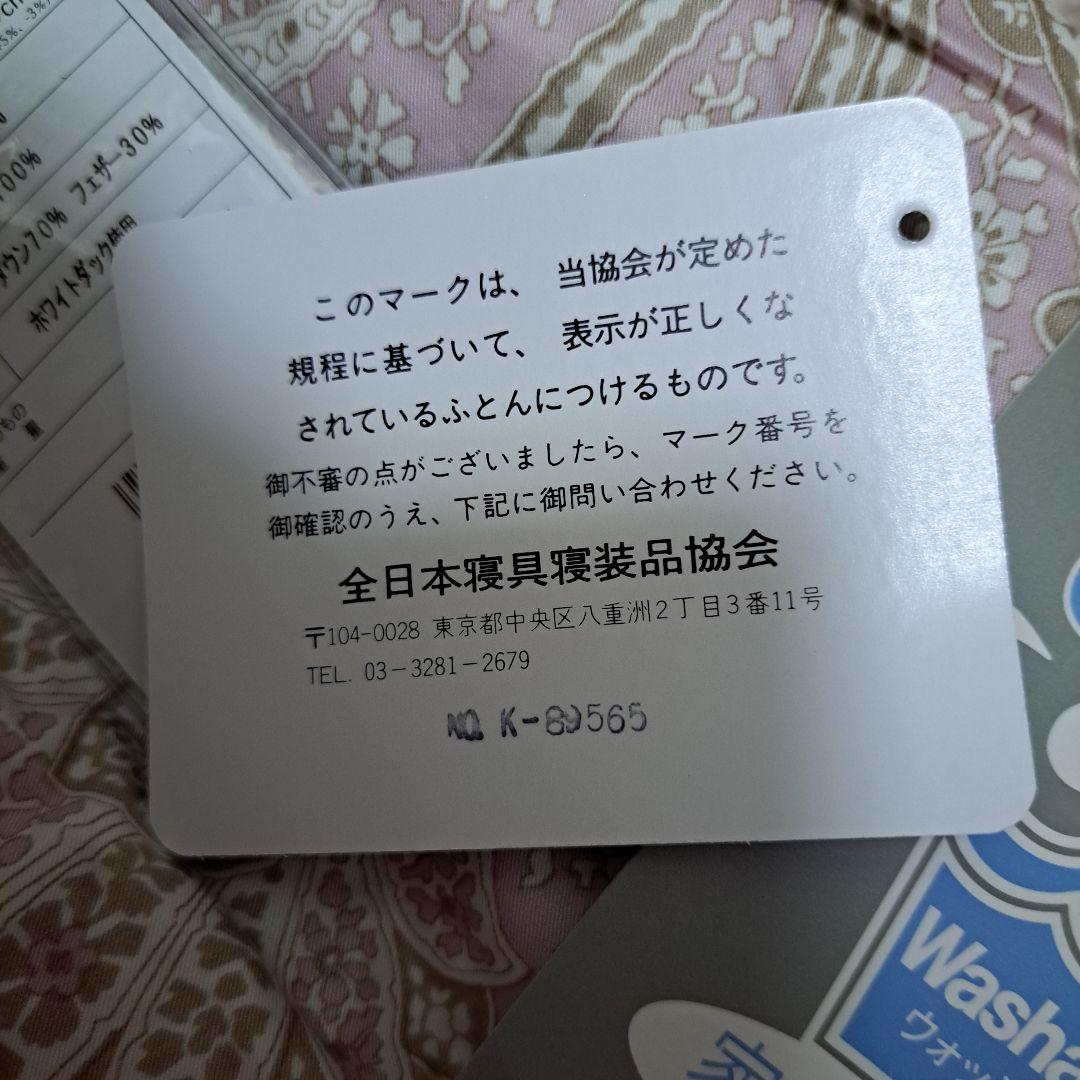 100%
ダウン70% フェザー30%
ホワイトダック使用
このマークは、 当協会が定めた
規程に基づいて、 表示が正しくな
されているふとんにつけるものです。
御不審の点がございましたら、マーク番号を
御確認のうえ、下記に御問い合わせください。
全日本寝具寝装品協会
〒104-0028 東京都中央区八重洲2丁目3番11号
TEL. 03-3281-2679
No. K-89565
Washa
ウォッ
家